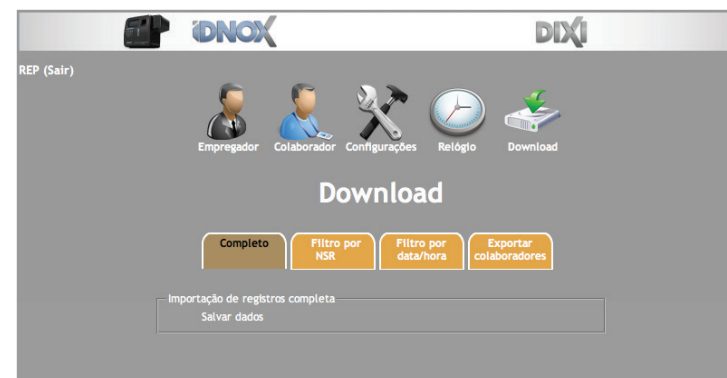 iDNOX
DIXI
REP (Sair)
Empregador
Colaborador
Configurações
Relógio
Download
Download
Completo
Filtro por
NSR
Filtro por
data/hora
Exportar
colaboradores
Importação de registros completa
Salvar dados